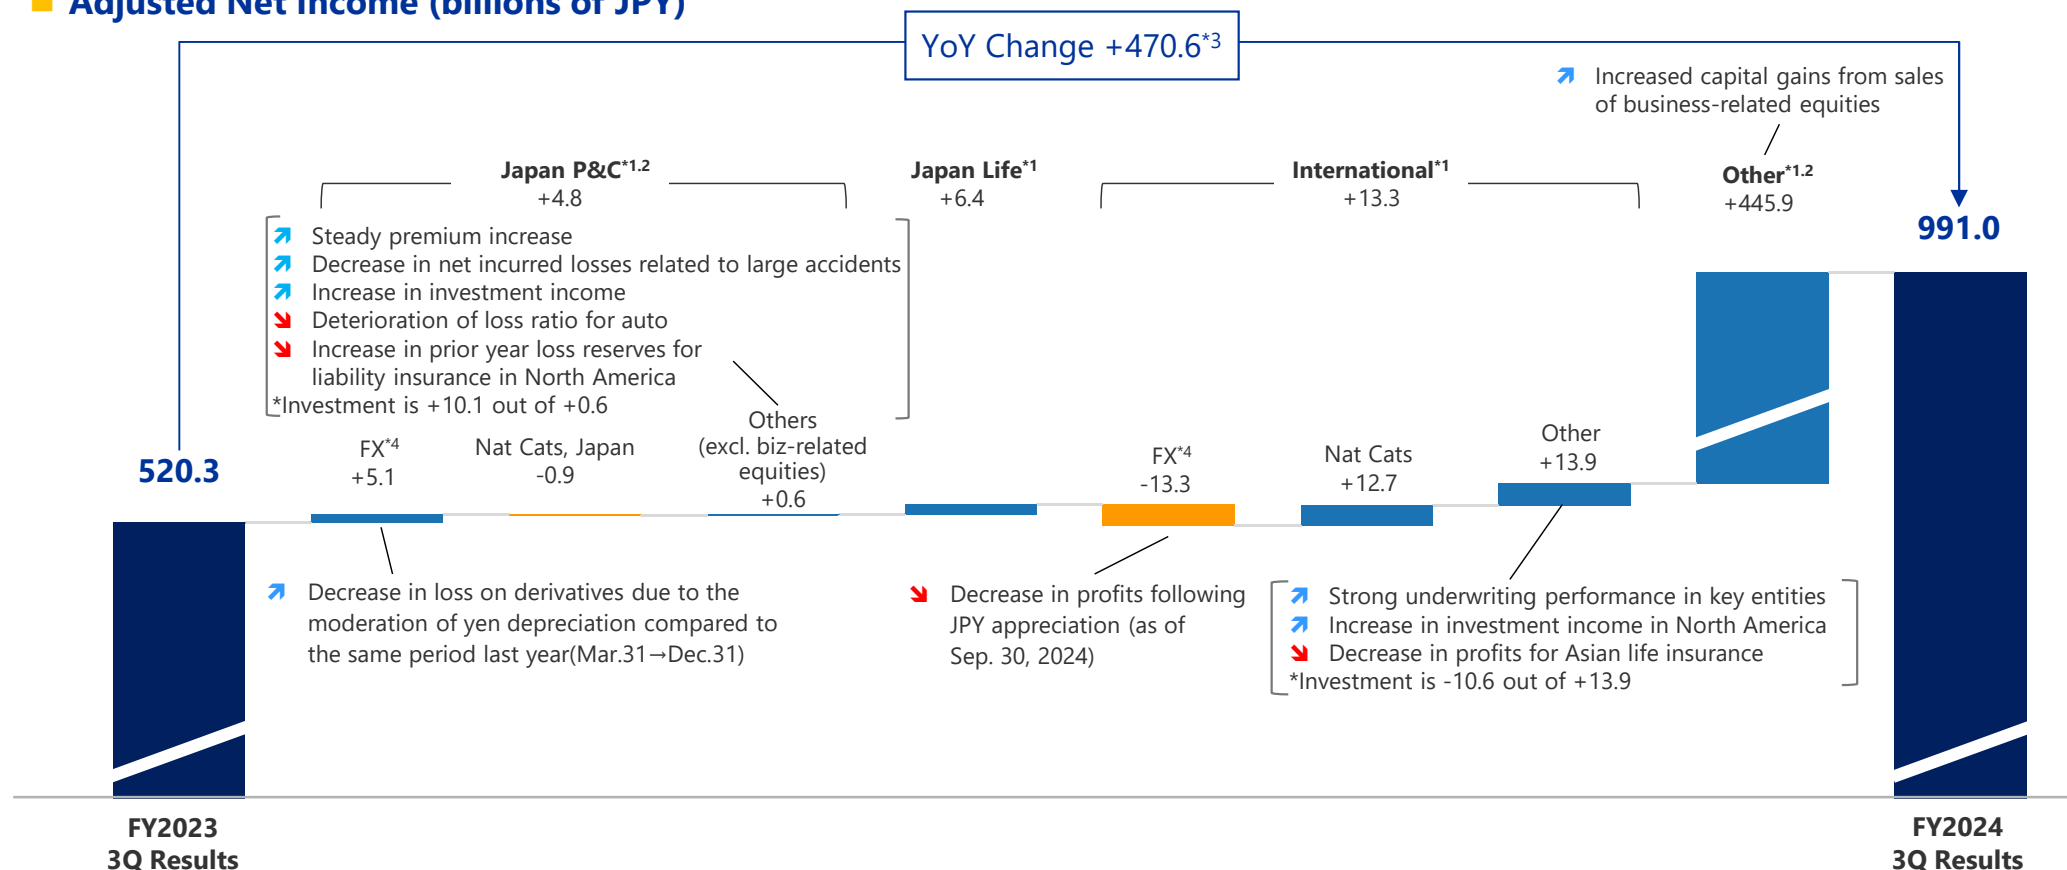 Adjusted Net Income (billions of JPY)
YoY Change +470.6*3
Increased capital gains from sales
of business-related equities
Japan P&C*1.2
+4.8
Japan Life*1
+6.4
International*1
+13.3
Other*1.2
+445.9
991.0
Steady premium increase
Decrease in net incurred losses related to large accidents
Increase in investment income
Deterioration of loss ratio for auto
Increase in prior year loss reserves for
liability insurance in North America
*Investment is +10.1 out of +0.6
520.3
FX*4
+5.1
Nat Cats, Japan
-0.9
Others
(excl. biz-related
equities)
+0.6
FX*4
-13.3
Nat Cats
+12.7
Other
+13.9
Decrease in loss on derivatives due to the
moderation of yen depreciation compared to
the same period last year(Mar.31→Dec.31)
Decrease in profits following
JPY appreciation (as of
Sep. 30, 2024)
Strong underwriting performance in key entities
Increase in investment income in North America
Decrease in profits for Asian life insurance
*Investment is -10.6 out of +13.9
FY2023
3Q Results
FY2024
3Q Results